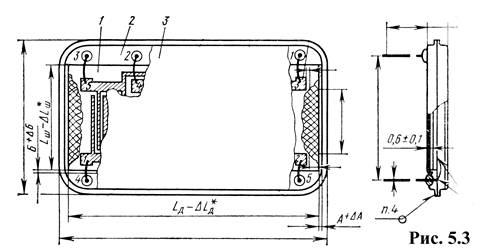 1 2 3
3 2 1
Б+ΔБ
Lш-ΔLш*
4 5
Lд-ΔLд*
A+ΔA
0,6±0,1
п.4
Рис. 5.3